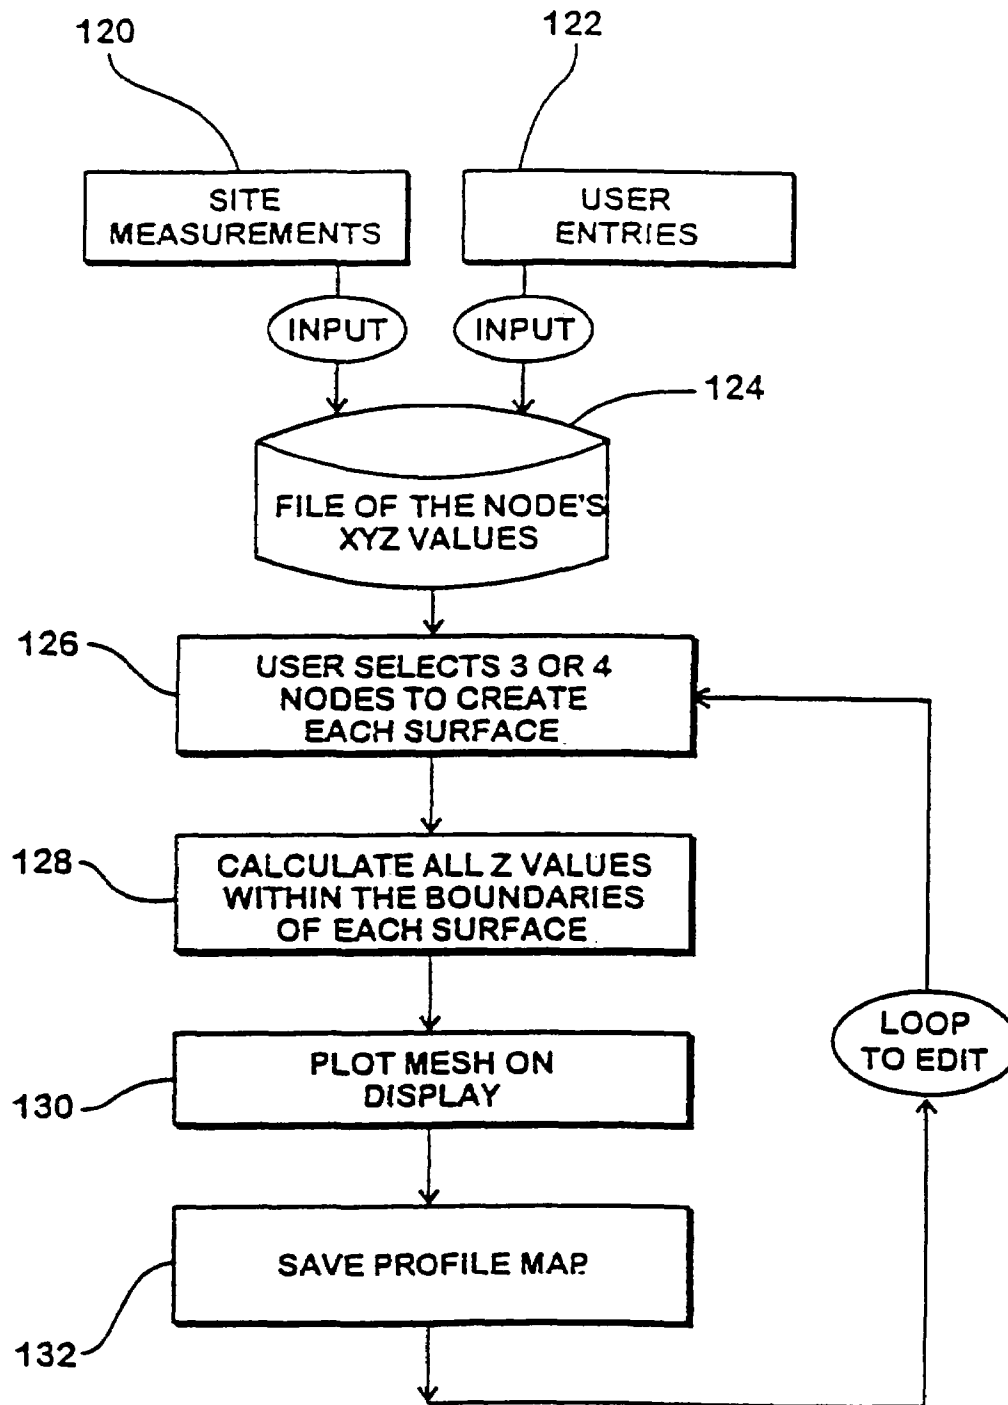 120
122
SITE
MEASUREMENTS
USER
ENTRIES
INPUT
INPUT
124
FILE OF THE NODE'S
XYZ VALUES
126
USER SELECTS 3 OR 4
NODES TO CREATE
EACH SURFACE
128
CALCULATE ALL Z VALUES
WITHIN THE BOUNDARIES
OF EACH SURFACE
LOOP
TO EDIT
130
PLOT MESH ON
DISPLAY
SAVE PROFILE MAP
132